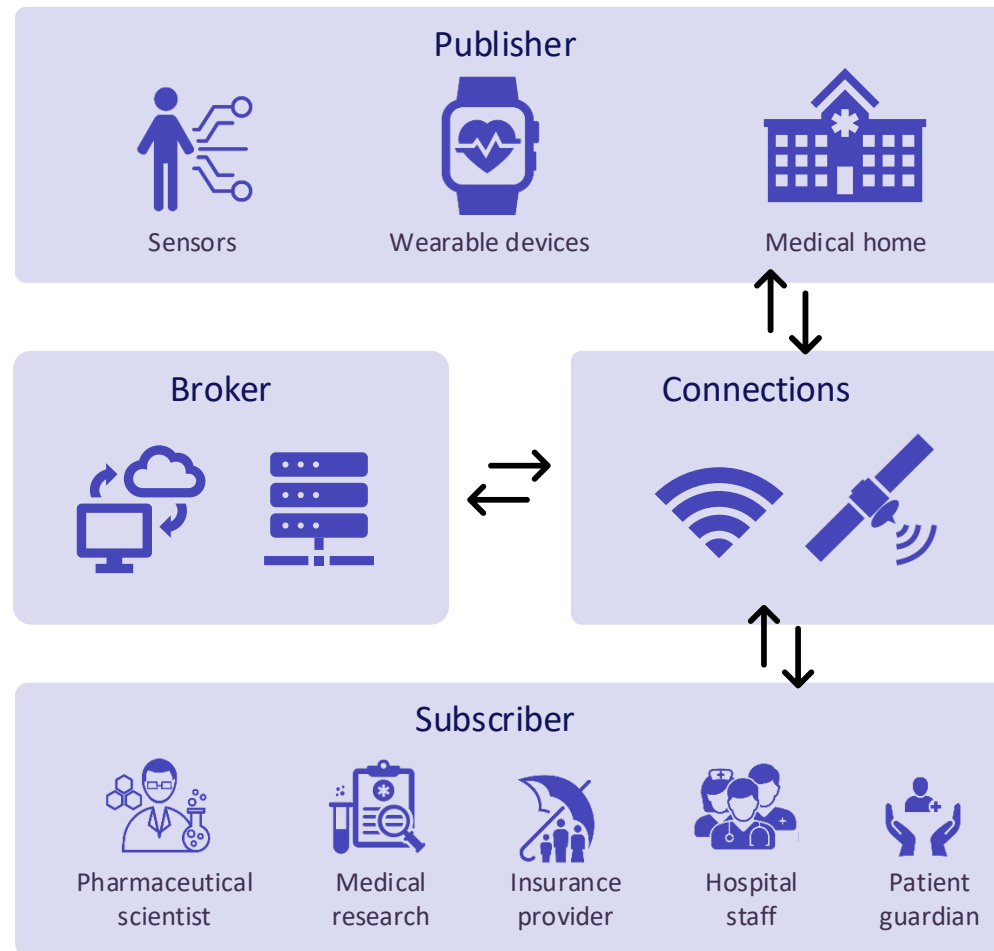 Publisher
Sensors
Wearable devices
Medical home
Broker
Connections
Subscriber
Pharmaceutical
scientist
Medical
research
Insurance
provider
Hospital
staff
Patient
guardian